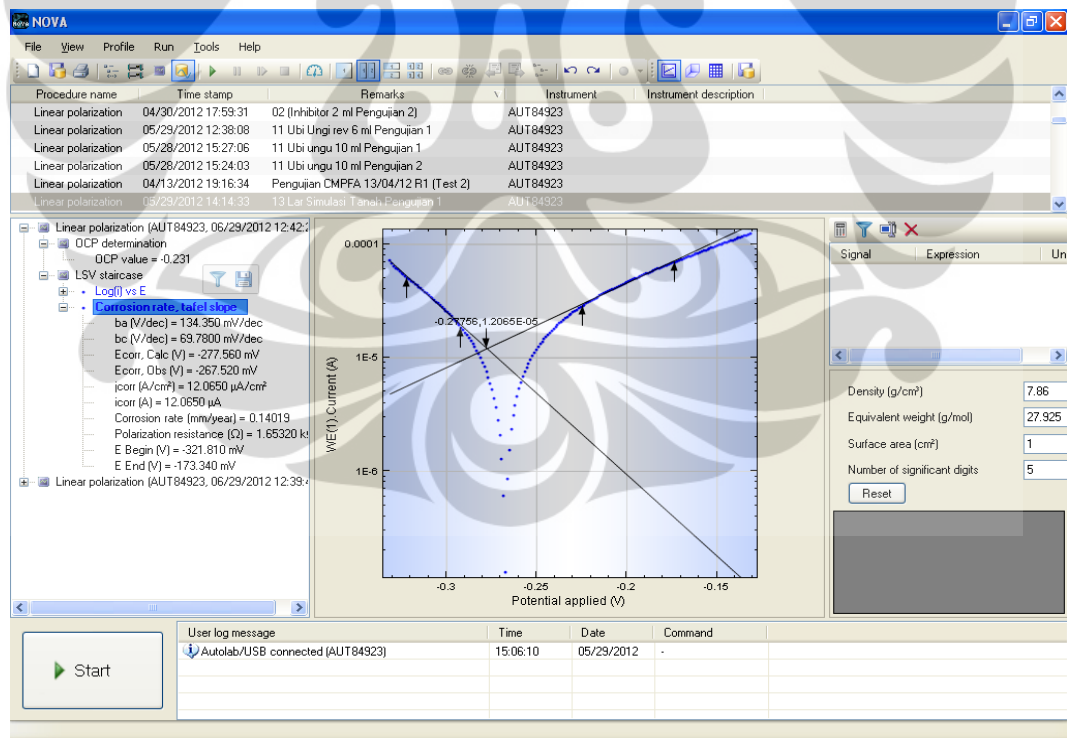 NOVA
File View Profile Run Tools Help
Procedure name Time stamp Remarks Instrument Instrument description
Linear polarization 04/30/2012 17:59:31 02 (Inhibitor 2 ml Pengujian 2) AUT84923
Linear polarization 05/29/2012 12:38:08 11 Ubi Ungi rev 6 ml Pengujian 1 AUT84923
Linear polarization 05/28/2012 15:27:06 11 Ubi ungu 10 ml Pengujian 1 AUT84923
Linear polarization 05/28/2012 15:24:03 11 Ubi ungu 10 ml Pengujian 2 AUT84923
Linear polarization 04/13/2012 19:16:34 Pengujian CMPFA 13/04/12 R1 (Test 2) AUT84923
Linear polarization 05/29/2012 14:14:33 13 Lar Simulasi Tanah Pengujian 1 AUT84923
Linear polarization (AUT84923, 06/29/2012 12:42:
OCP determination
OCP value = -0.231
LSV staircase
Log(i) vs E
Corrosion rate, tafel slope
ba (V/dec) = 134.350 mV/dec
bc (V/dec) = 69.7800 mV/dec
Ecorr, Calc (V) = -277.560 mV
Ecorr, Obs (V) = -267.520 mV
jcorr (A/cm²) = 12.0650 µA/cm²
icorr (A) = 12.0650 µA
Corrosion rate (mm/year) = 0.14019
Polarization resistance (Ω) = 1.65320 k
E Begin (V) = -321.810 mV
E End (V) = -173.340 mV
Linear polarization (AUT84923, 06/29/2012 12:39:
0.0001
1E-5
1E-6
WE(1).Current (A)
-0.27756,1.2065E-05
-0.3 -0.25 -0.2 -0.15
Potential applied (V)
Signal Expression Un
Density (g/cm³) 7.86
Equivalent weight (g/mol) 27.925
Surface area (cm²) 1
Number of significant digits 5
Reset
Start
User log message Time Date Command
Autolab/USB connected (AUT84923) 15:06:10 05/29/2012 -